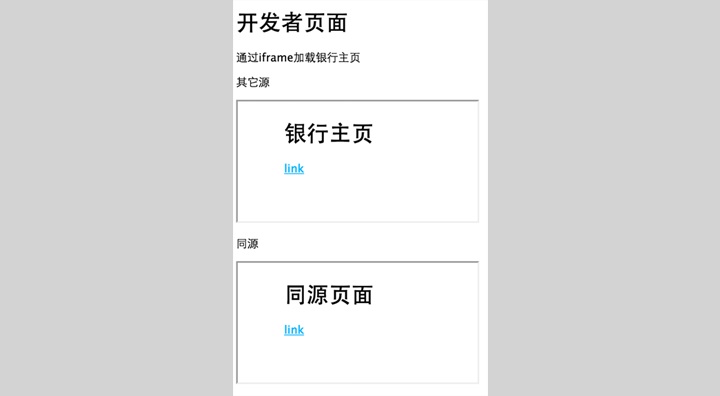 开发者页面
通过iframe加载银行主页
其它源
银行主页
link
同源
同源页面
link